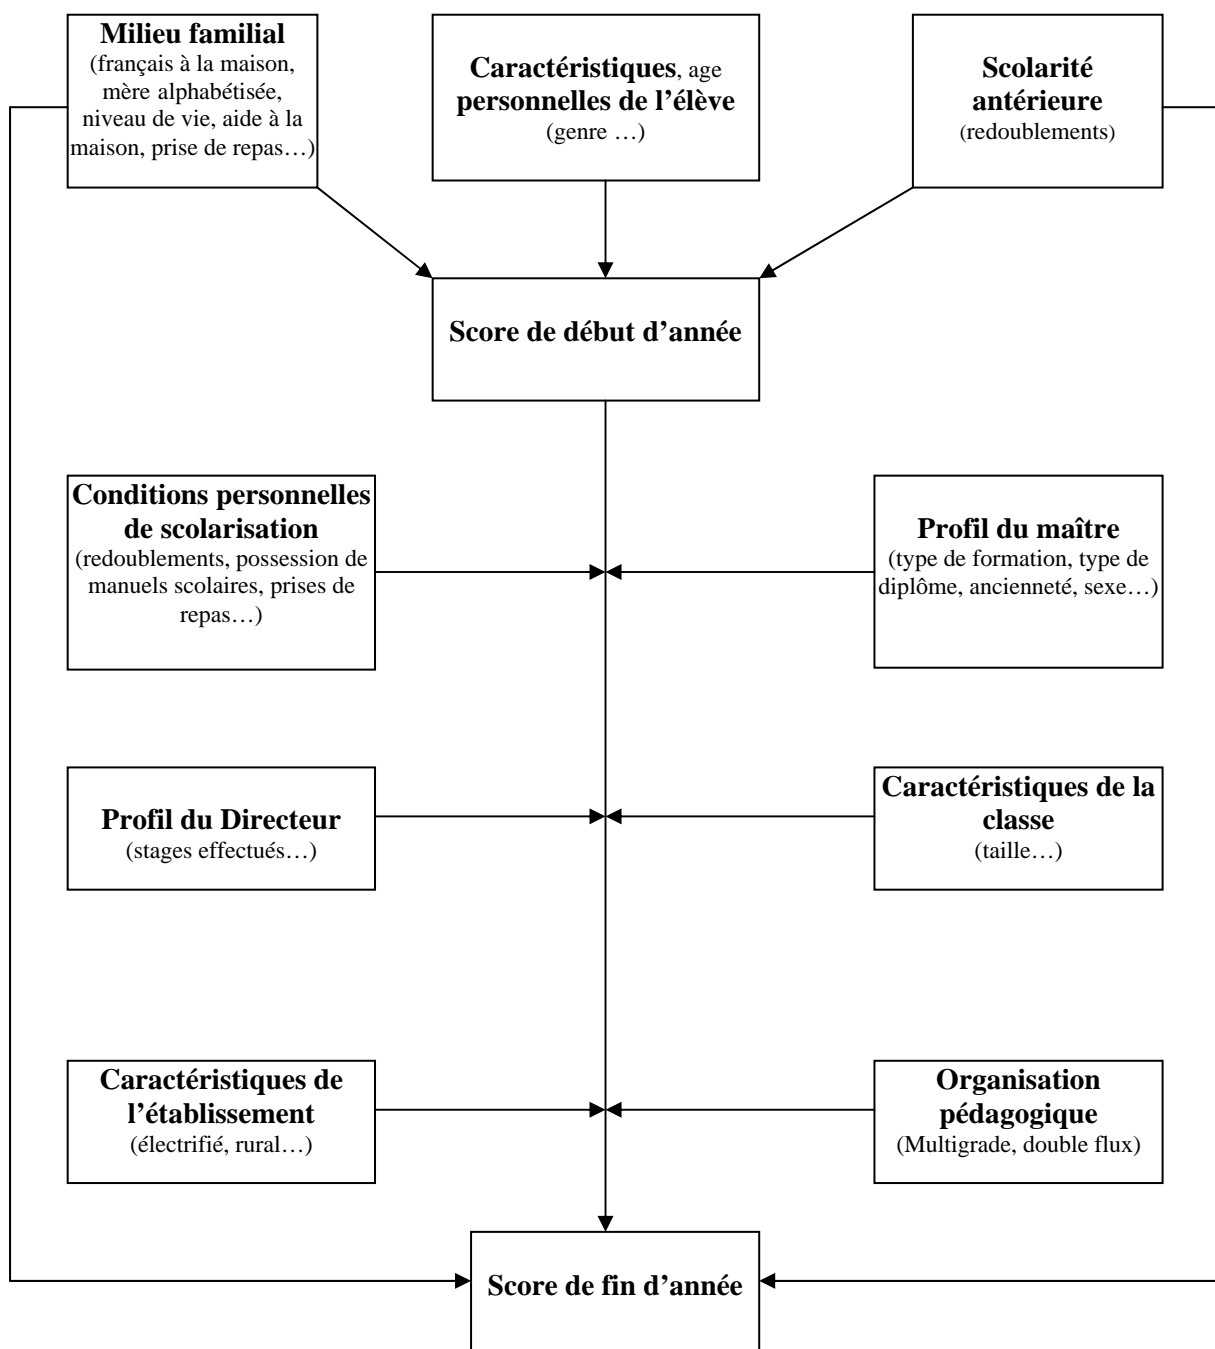 Milieu familial
(français à la maison,
mère alphabétisée,
niveau de vie, aide à la
maison, prise de repas…)
Caractéristiques, age
personnelles de l’élève
(genre …)
Scolarité
antérieure
(redoublements)
Score de début d’année
Conditions personnelles
de scolarisation
(redoublements, possession de
manuels scolaires, prises de
repas…)
Profil du maître
(type de formation, type de
diplôme, ancienneté, sexe…)
Profil du Directeur
(stages effectués…)
Caractéristiques de la
classe
(taille…)
Caractéristiques de
l’établissement
(électrifié, rural…)
Organisation
pédagogique
(Multigrade, double flux)
Score de fin d’année